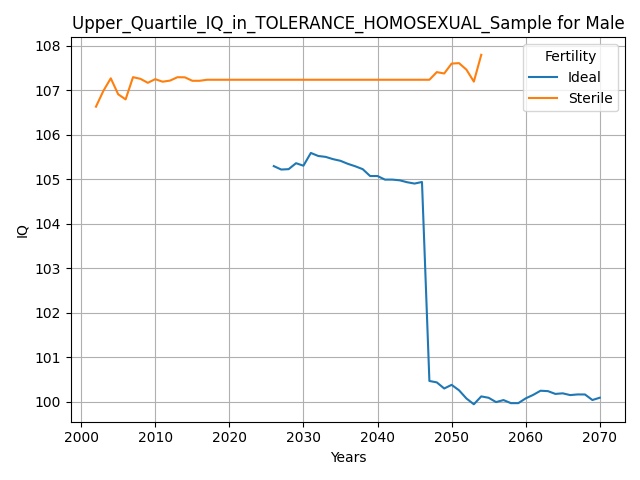 Upper_Quartile_IQ_in_TOLERANCE_HOMOSEXUAL_Sample for Male
108
107
106
105
104
103
102
101
100
IQ
Fertility
Ideal
Sterile
2000 2010 2020 2030 2040 2050 2060 2070
Years